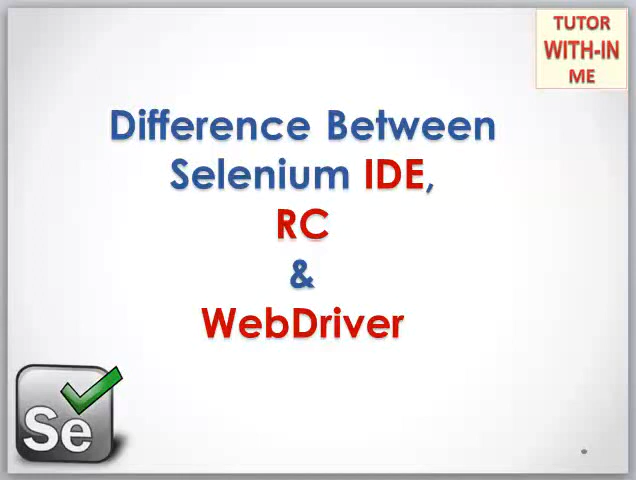 TUTOR
WITH-IN
ME
Difference Between
Selenium IDE,
RC
&
WebDriver
Se